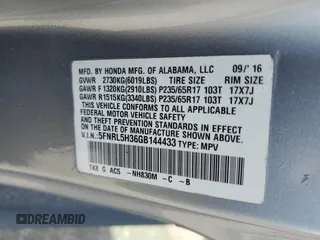 MFD. BY HONDA MFG. OF ALABAMA, LLC 09/'16
GVWR 2730KG(6019LBS) TIRE SIZE RIM SIZE
GAWR F 1320KG(2910LBS) P235/65R17 103T 17X7J
GAWR R 1515KG(3340LBS) P235/65R17 103T 17X7J
THIS VEHICLE CONFORMS TO ALL APPLICABLE
FEDERAL MOTOR VEHICLE SAFETY AND THEFT PREVENTION
STANDARDS IN EFFECT ON THE DATE OF MANUFACTURE SHOWN ABOVE.
V.I.N.: 5FNRL5H36GB144433 TYPE: MPV
TK8 G AC5 -NH830M -C -B